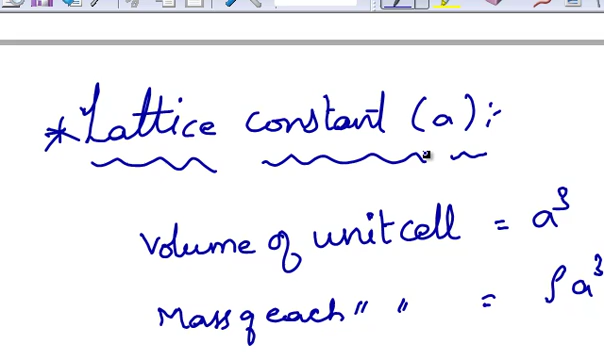 *Lattice constant (a):-
Volume of unitcell = a³
Mass of each " " = ρa³